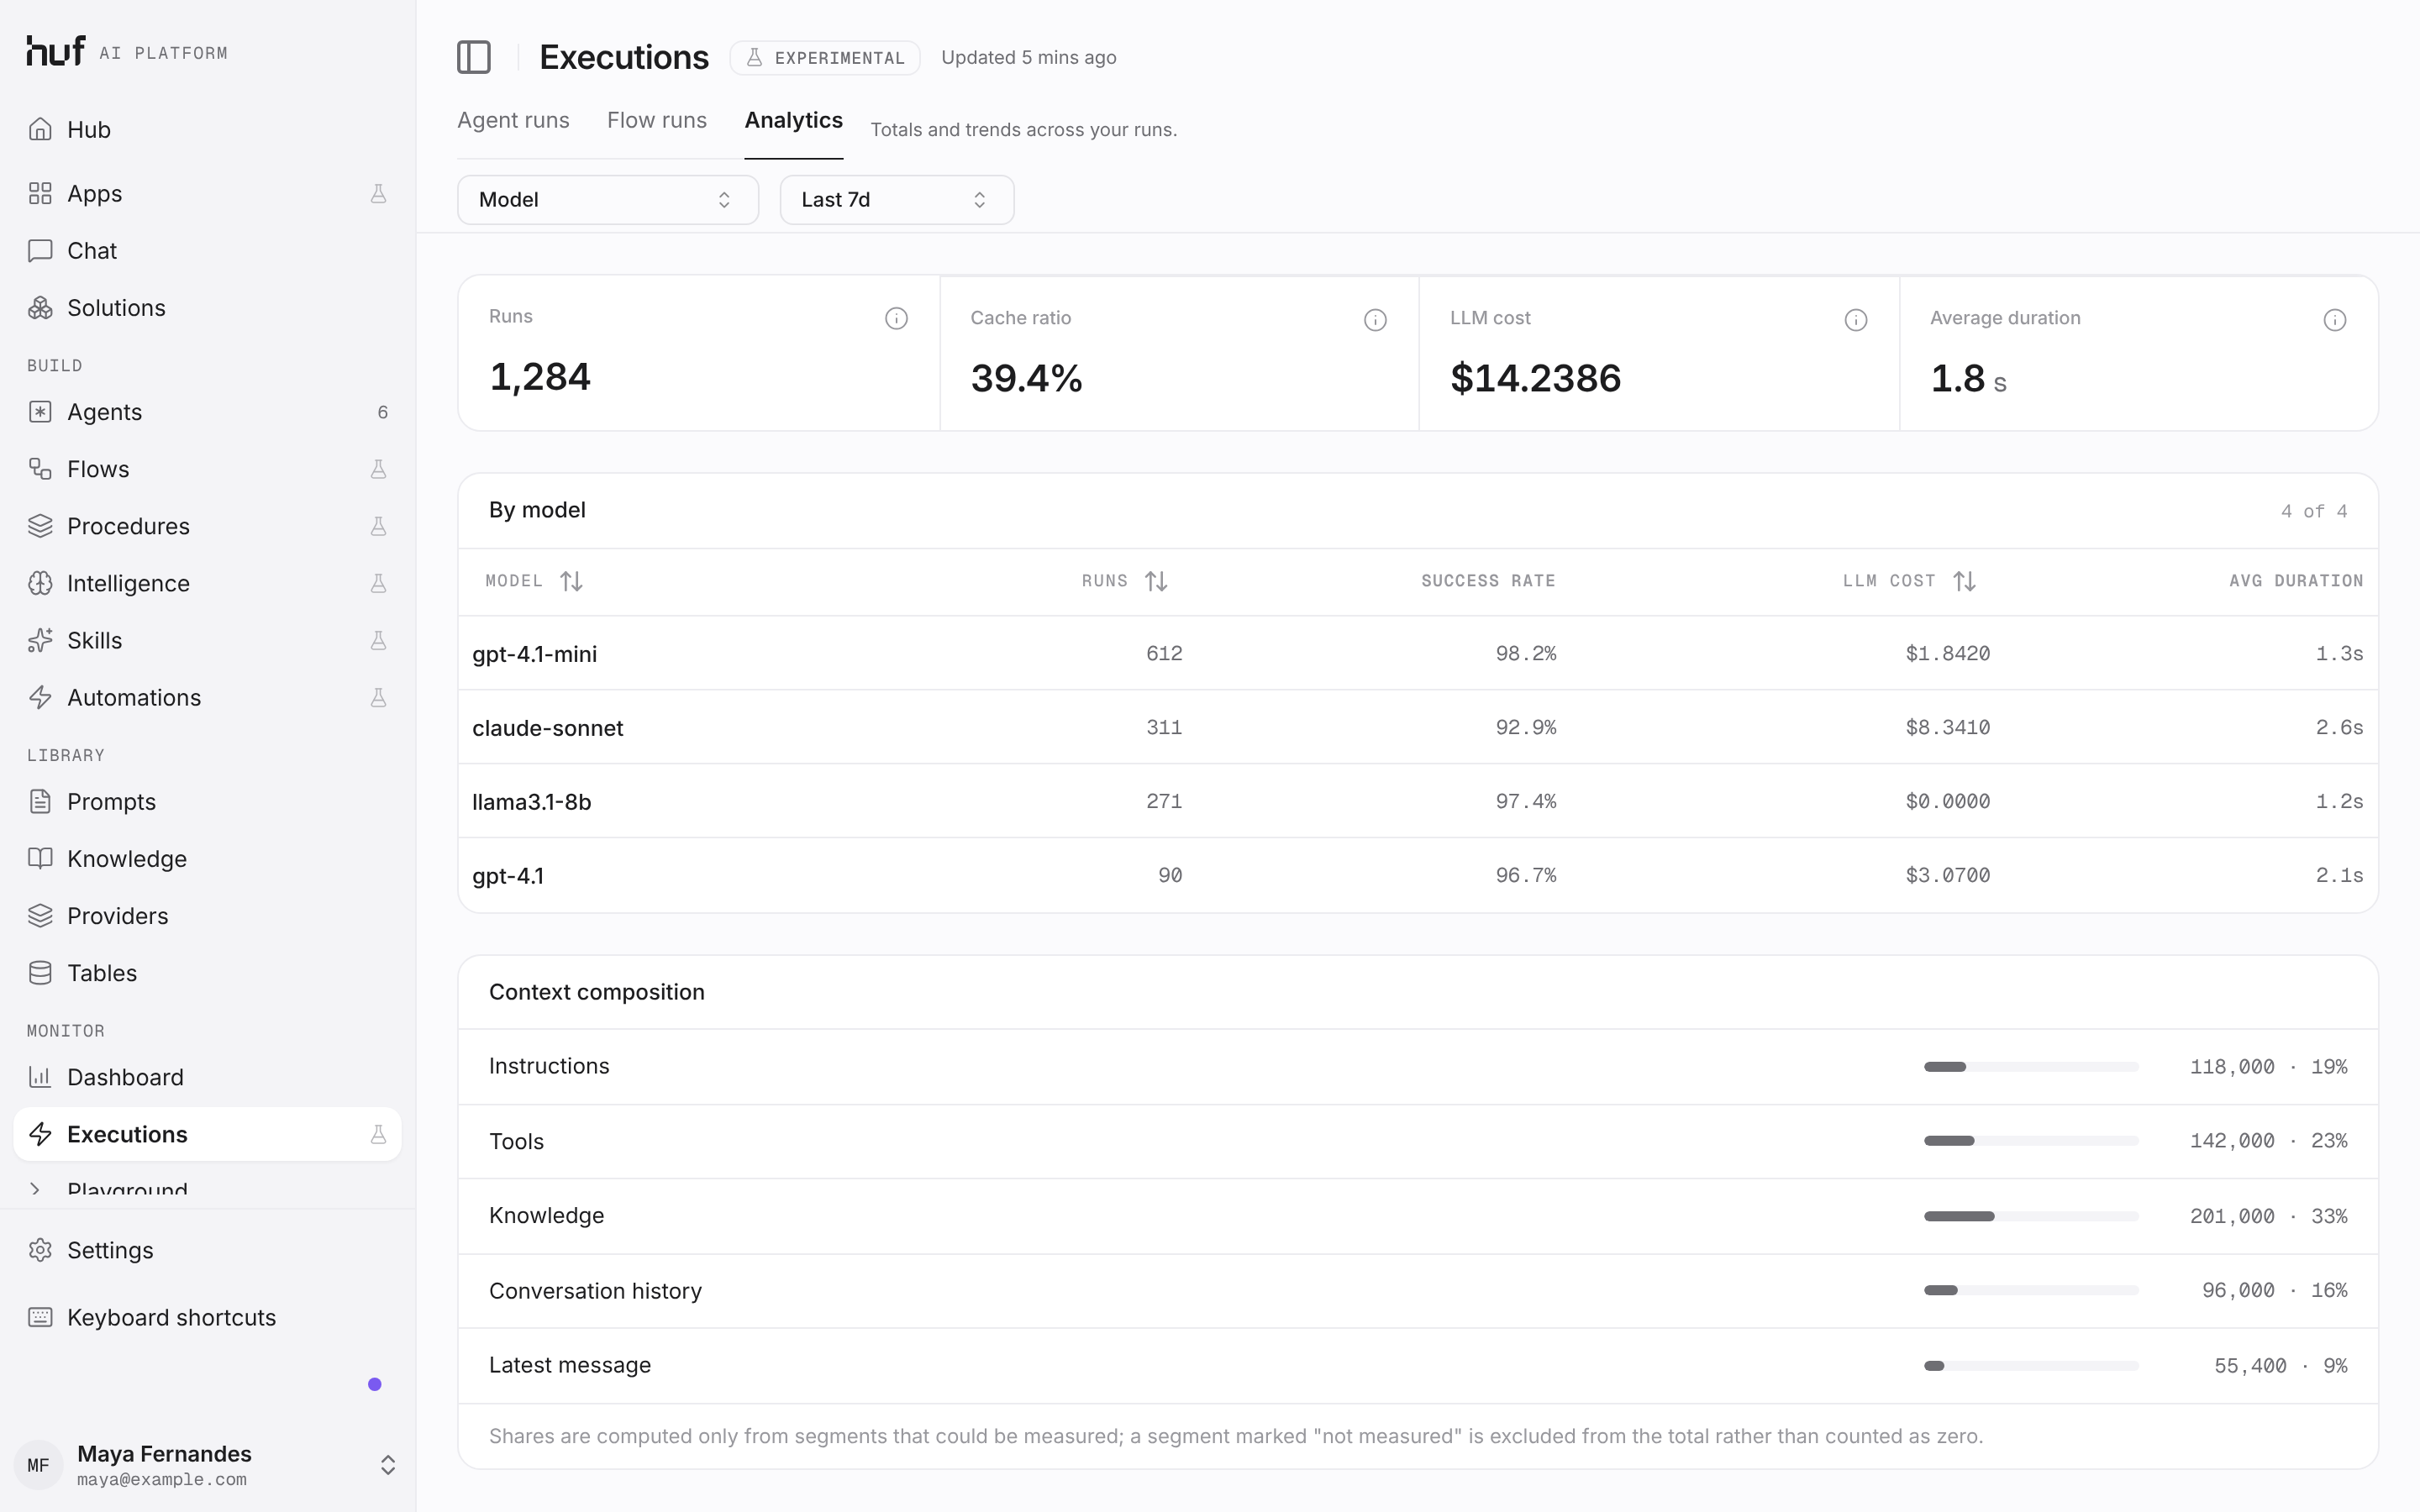 huf AI PLATFORM
Hub
Apps
Chat
Solutions
BUILD
Agents 6
Flows
Procedures
Intelligence
Skills
Automations
LIBRARY
Prompts
Knowledge
Providers
Tables
MONITOR
Dashboard
Executions
Playground
Settings
Keyboard shortcuts
MF Maya Fernandes
maya@example.com
Executions EXPERIMENTAL Updated 5 mins ago
Agent runs Flow runs Analytics Totals and trends across your runs.
Model Last 7d
Runs Cache ratio LLM cost Average duration
1,284 39.4% $14.2386 1.8 s
By model 4 of 4
MODEL RUNS SUCCESS RATE LLM COST AVG DURATION
gpt-4.1-mini 612 98.2% $1.8420 1.3s
claude-sonnet 311 92.9% $8.3410 2.6s
llama3.1-8b 271 97.4% $0.0000 1.2s
gpt-4.1 90 96.7% $3.0700 2.1s
Context composition
Instructions 118,000 · 19%
Tools 142,000 · 23%
Knowledge 201,000 · 33%
Conversation history 96,000 · 16%
Latest message 55,400 · 9%
Shares are computed only from segments that could be measured; a segment marked "not measured" is excluded from the total rather than counted as zero.